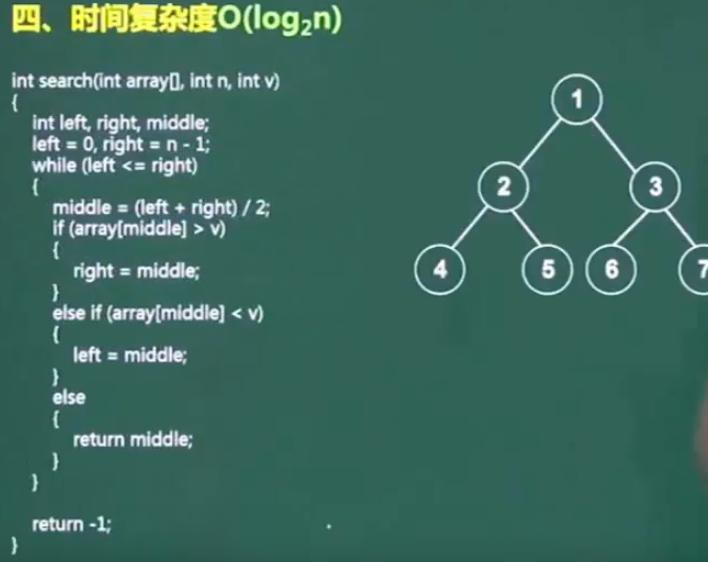 四、时间复杂度O(log₂n)
int search(int array[], int n, int v)
{
int left, right, middle;
left = 0, right = n - 1;
while (left <= right)
{
middle = (left + right) / 2;
if (array[middle] > v)
{
right = middle;
}
else if (array[middle] < v)
{
left = middle;
}
else
{
return middle;
}
}
return -1;
}
1
2 3
4 5 6 7